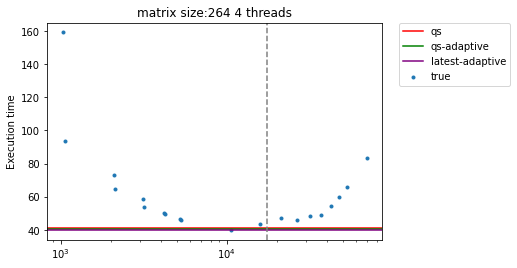 matrix size:264 4 threads
160
140
120
100
80
60
40
Execution time
10³
10⁴
qs
qs-adaptive
latest-adaptive
true